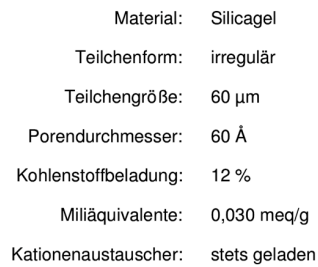 Material: Silicagel
Teilchenform: irregulär
Teilchengröße: 60 µm
Porendurchmesser: 60 Å
Kohlenstoffbeladung: 12 %
Miliäquivalente: 0,030 meq/g
Kationenaustauscher: stets geladen